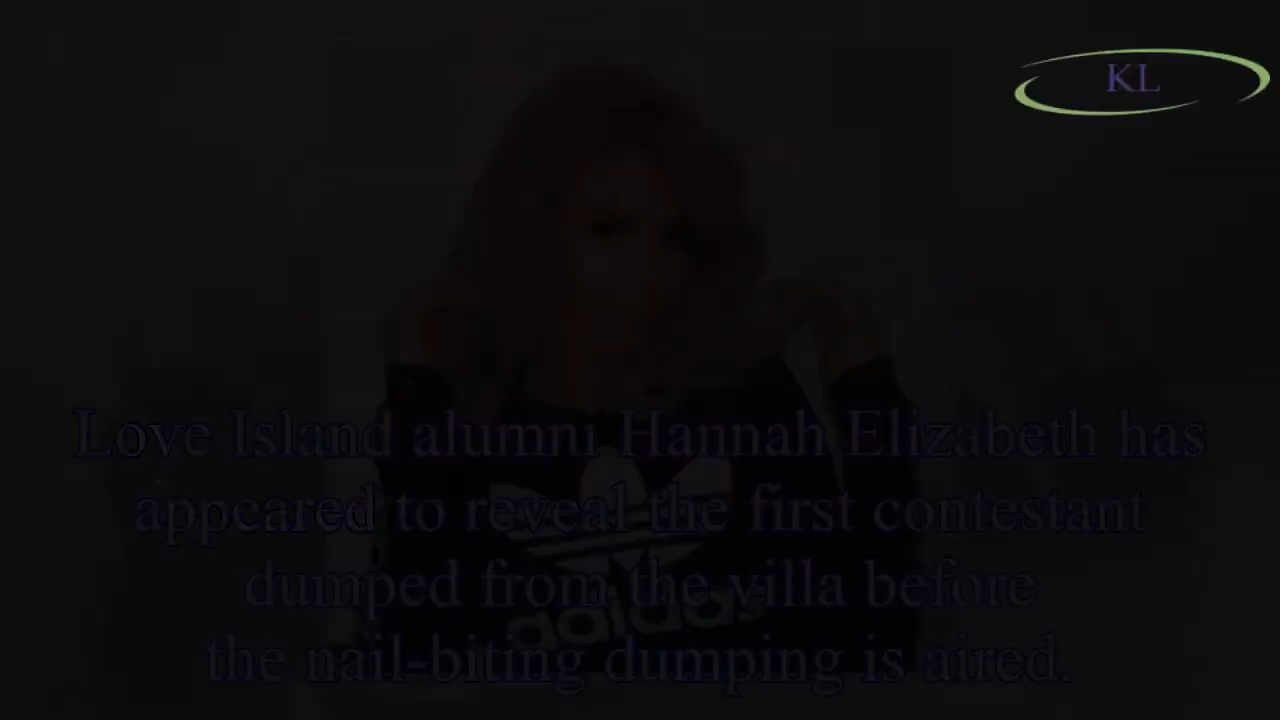 KL
Love Island alumni Hannah Elizabeth has
appeared to reveal the first contestant
dumped from the villa before
the nail-biting dumping is aired.
adidas